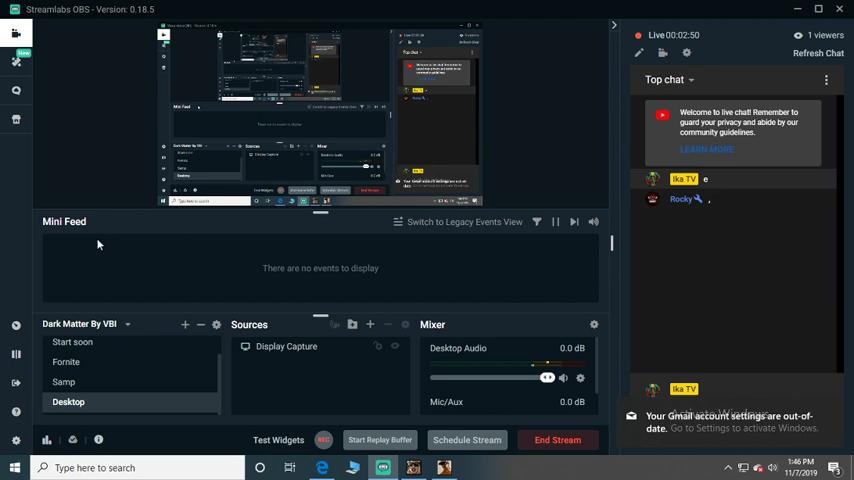 Streamlabs OBS - Version: 0.18.5
New
Live 00:02:50
1 viewers
Refresh Chat
Top chat
Welcome to live chat! Remember to
guard your privacy and abide by our
community guidelines.
LEARN MORE
Ika TV e
Rocky ,
Mini Feed
Switch to Legacy Events View
There are no events to display
Dark Matter By VBI
Sources
Mixer
Start soon
Fornite
Samp
Desktop
Display Capture
Desktop Audio
0.0 dB
Mic/Aux
0.0 dB
Ika TV
Your Gmail account settings are out-of-
date.
Activate Windows
Go to Settings to activate Windows.
Test Widgets
REC
Start Replay Buffer
Schedule Stream
End Stream
Type here to search
1:46 PM
11/7/2019
3